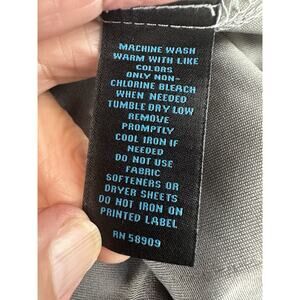 MACHINE WASH
WARM WITH LIKE
COLORS
ONLY NON-
CHLORINE BLEACH
WHEN NEEDED
TUMBLE DRY LOW
REMOVE
PROMPTLY
COOL IRON IF
NEEDED
DO NOT USE
FABRIC
SOFTENERS OR
DRYER SHEETS
DO NOT IRON ON
PRINTED LABEL
RN 58909